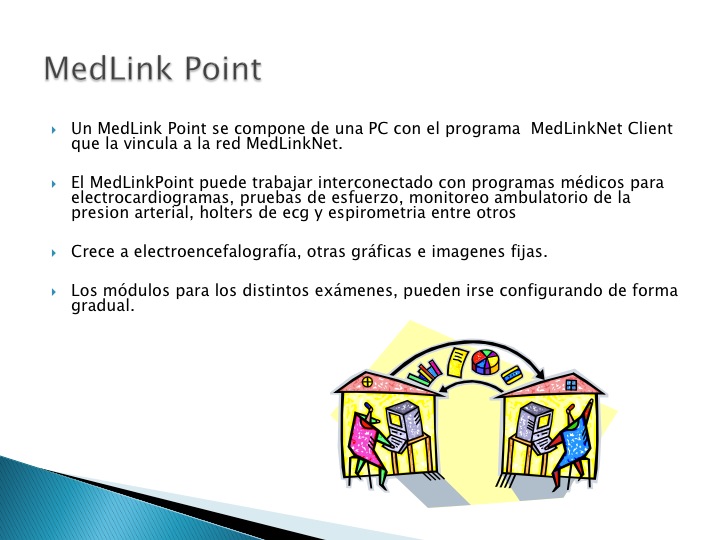 MedLink Point
Un MedLink Point se compone de una PC con el programa  MedLinkNet Client
que la vincula a la red MedLinkNet.
El MedLinkPoint puede trabajar interconectado con programas médicos para
electrocardiogramas, pruebas de esfuerzo, monitoreo ambulatorio de la
presion arterial, holters de ecg y espirometria entre otros
Crece a electroencefalografía, otras gráficas e imagenes fijas.
Los módulos para los distintos exámenes, pueden irse configurando de forma
gradual.